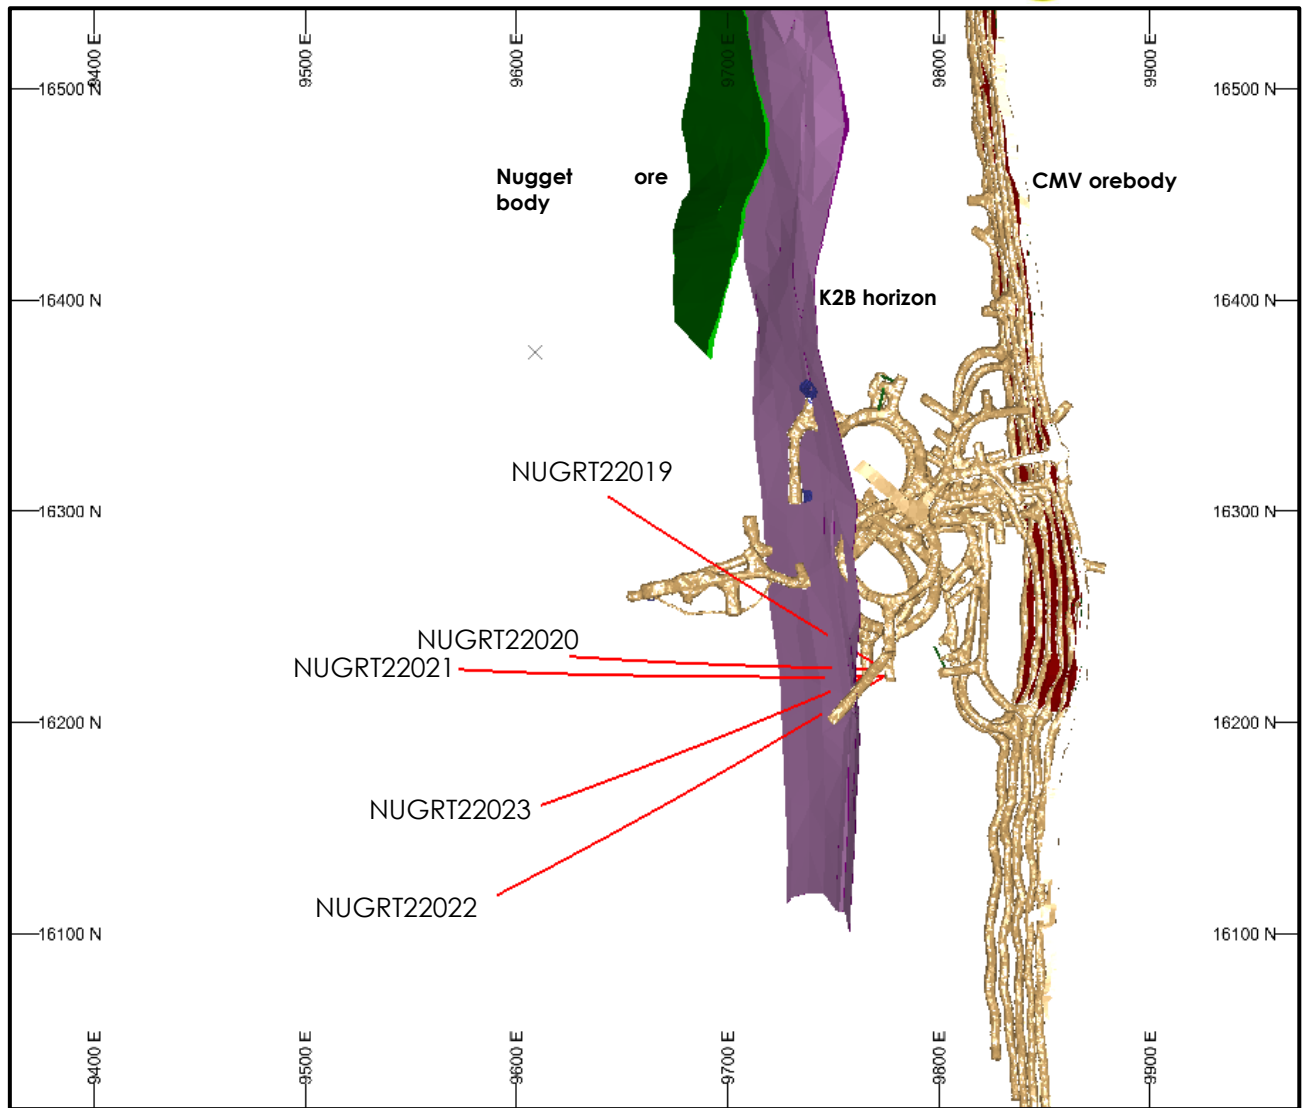 9400 E
9500 E
9600 E
9700 E
9800 E
9900 E
16500 N
16500 N
Nugget ore
body
CMV orebody
K2B horizon
16400 N
16400 N
NUGRT22019
16300 N
16300 N
NUGRT22020
NUGRT22021
16200 N
16200 N
NUGRT22023
NUGRT22022
16100 N
16100 N
9400 E
9500 E
9600 E
9700 E
9800 E
9900 E